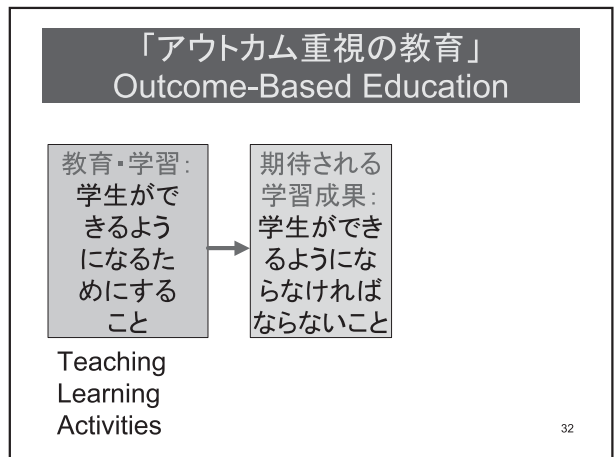 「アウトカム重視の教育」
Outcome-Based Education
教育・学習:
学生がで
きるよう
になるた
めにする
こと
期待される
学習成果:
学生ができ
るようにな
らなければ
ならないこと
Teaching
Learning
Activities
32